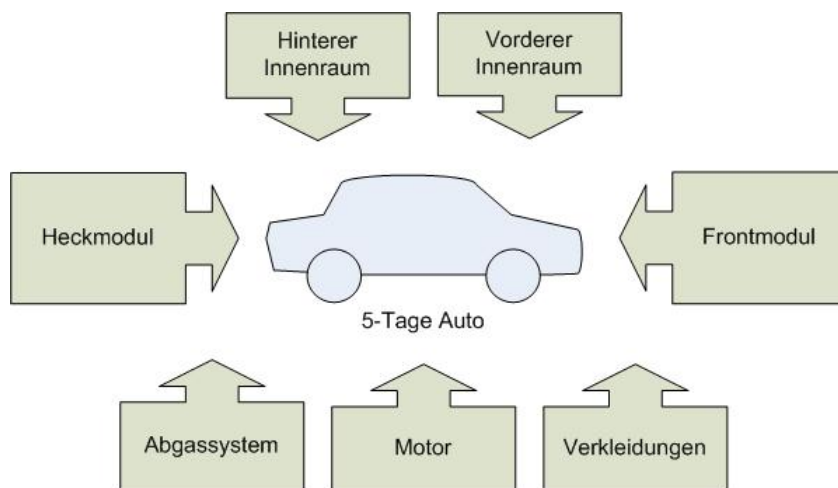 Hinterer
Innenraum
Vorderer
Innenraum
Heckmodul
Frontmodul
5-Tage Auto
Abgassystem
Motor
Verkleidungen